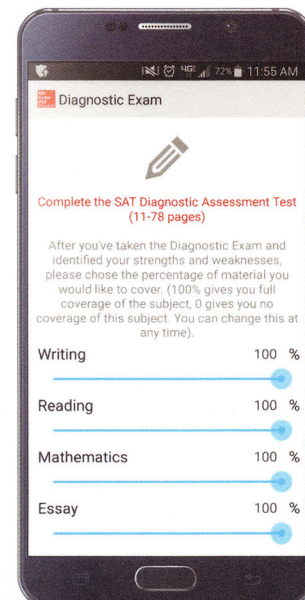 72% 11:55 AM
Diagnostic Exam
Complete the SAT Diagnostic Assessment Test
(11-78 pages)
After you've taken the Diagnostic Exam and
identified your strengths and weaknesses,
please chose the percentage of material you
would like to cover. (100% gives you full
coverage of the subject, 0 gives you no
coverage of this subject. You can change this at
any time).
Writing 100 %
Reading 100 %
Mathematics 100 %
Essay 100 %